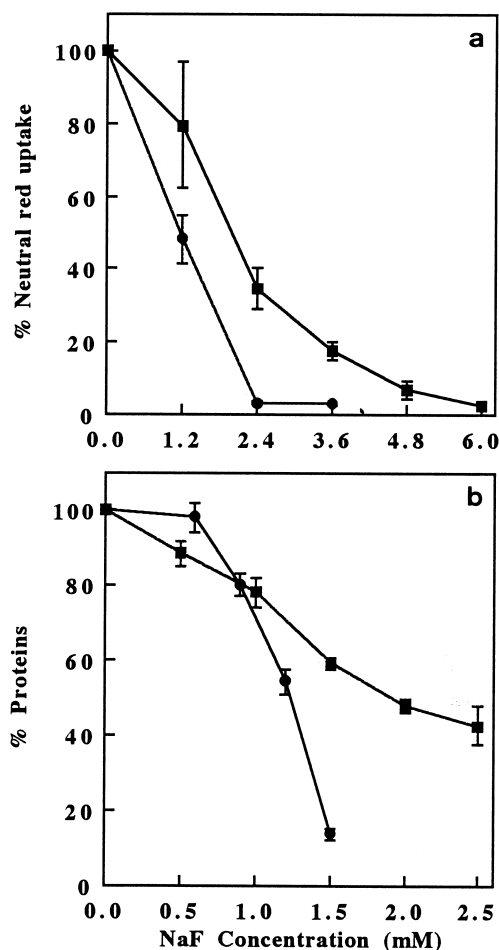 a
100
80
60
40
20
0
% Neutral red uptake
0.0 1.2 2.4 3.6 4.8 6.0
b
100
80
60
40
20
0
% Proteins
0.0 0.5 1.0 1.5 2.0 2.5
NaF Concentration (mM)